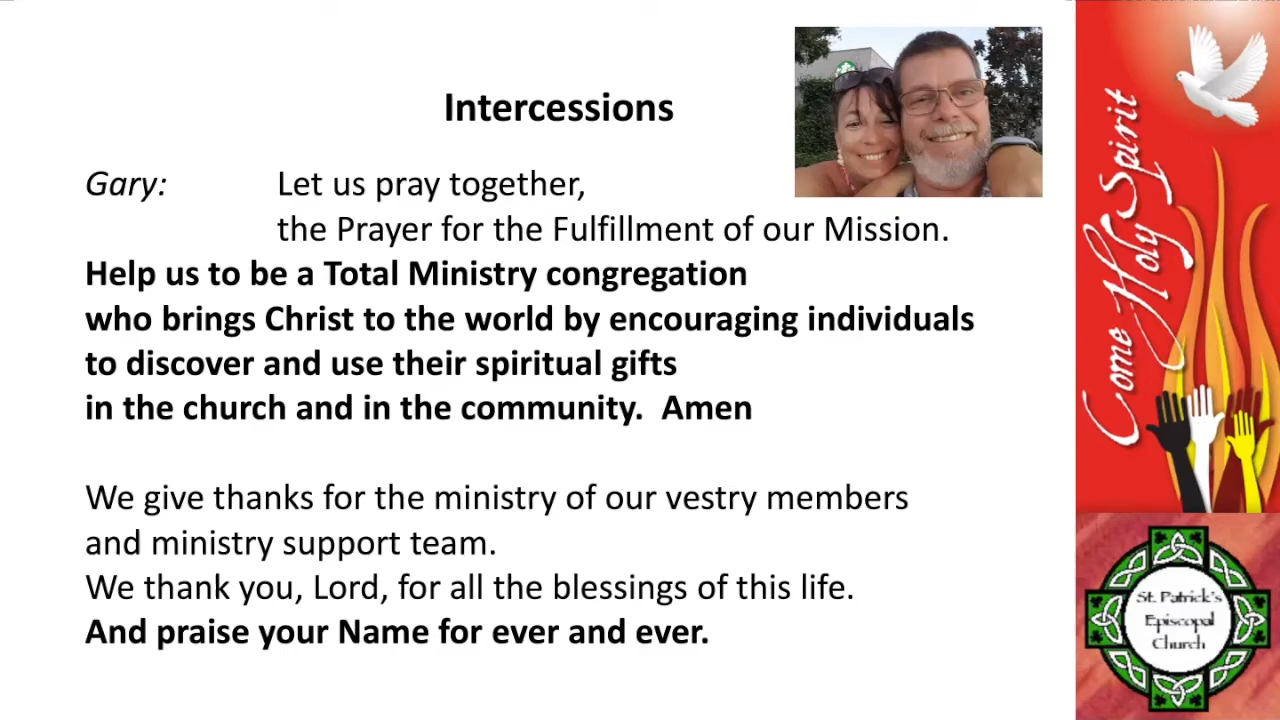 Intercessions
Gary: Let us pray together,
the Prayer for the Fulfillment of our Mission.
Help us to be a Total Ministry congregation
who brings Christ to the world by encouraging individuals
to discover and use their spiritual gifts
in the church and in the community.  Amen
We give thanks for the ministry of our vestry members
and ministry support team.
We thank you, Lord, for all the blessings of this life.
And praise your Name for ever and ever.
Come Holy Spirit
St. Patrick's
Episcopal
Church